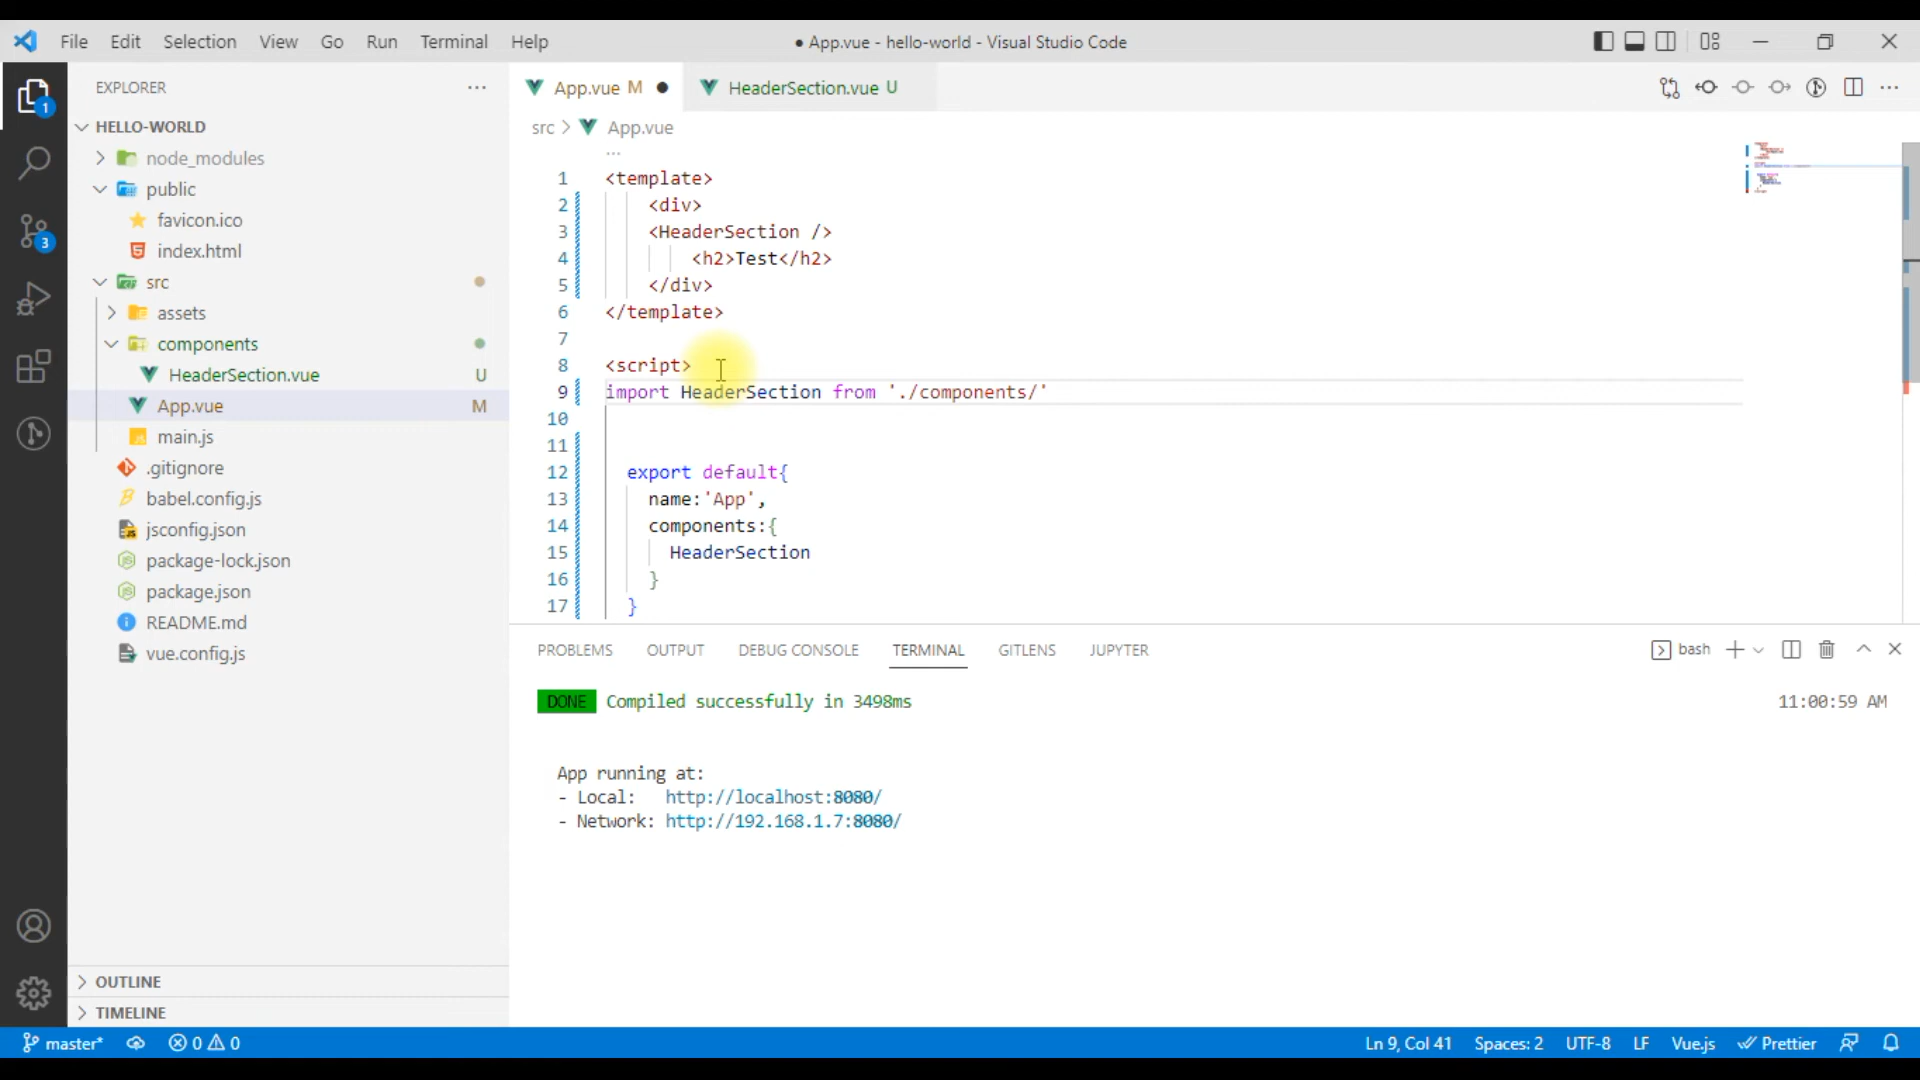 File Edit Selection View Go Run Terminal Help
● App.vue - hello-world - Visual Studio Code
EXPLORER
HELLO-WORLD
node_modules
public
favicon.ico
index.html
src
assets
components
HeaderSection.vue U
App.vue M
main.js
.gitignore
babel.config.js
jsconfig.json
package-lock.json
package.json
README.md
vue.config.js
OUTLINE
TIMELINE
1
3
App.vue M ●
HeaderSection.vue U
src > App.vue
...
1 <template>
2 <div>
3 <HeaderSection />
4 <h2>Test</h2>
5 </div>
6 </template>
7
8 <script>
9 import HeaderSection from './components/'
10
11
12 export default{
13 name:'App',
14 components:{
15 HeaderSection
16 }
17 }
PROBLEMS OUTPUT DEBUG CONSOLE TERMINAL GITLENS JUPYTER
bash
DONE Compiled successfully in 3498ms 11:00:59 AM
App running at:
- Local: http://localhost:8080/
- Network: http://192.168.1.7:8080/
master* 0 0
Ln 9, Col 41 Spaces: 2 UTF-8 LF Vue.js Prettier